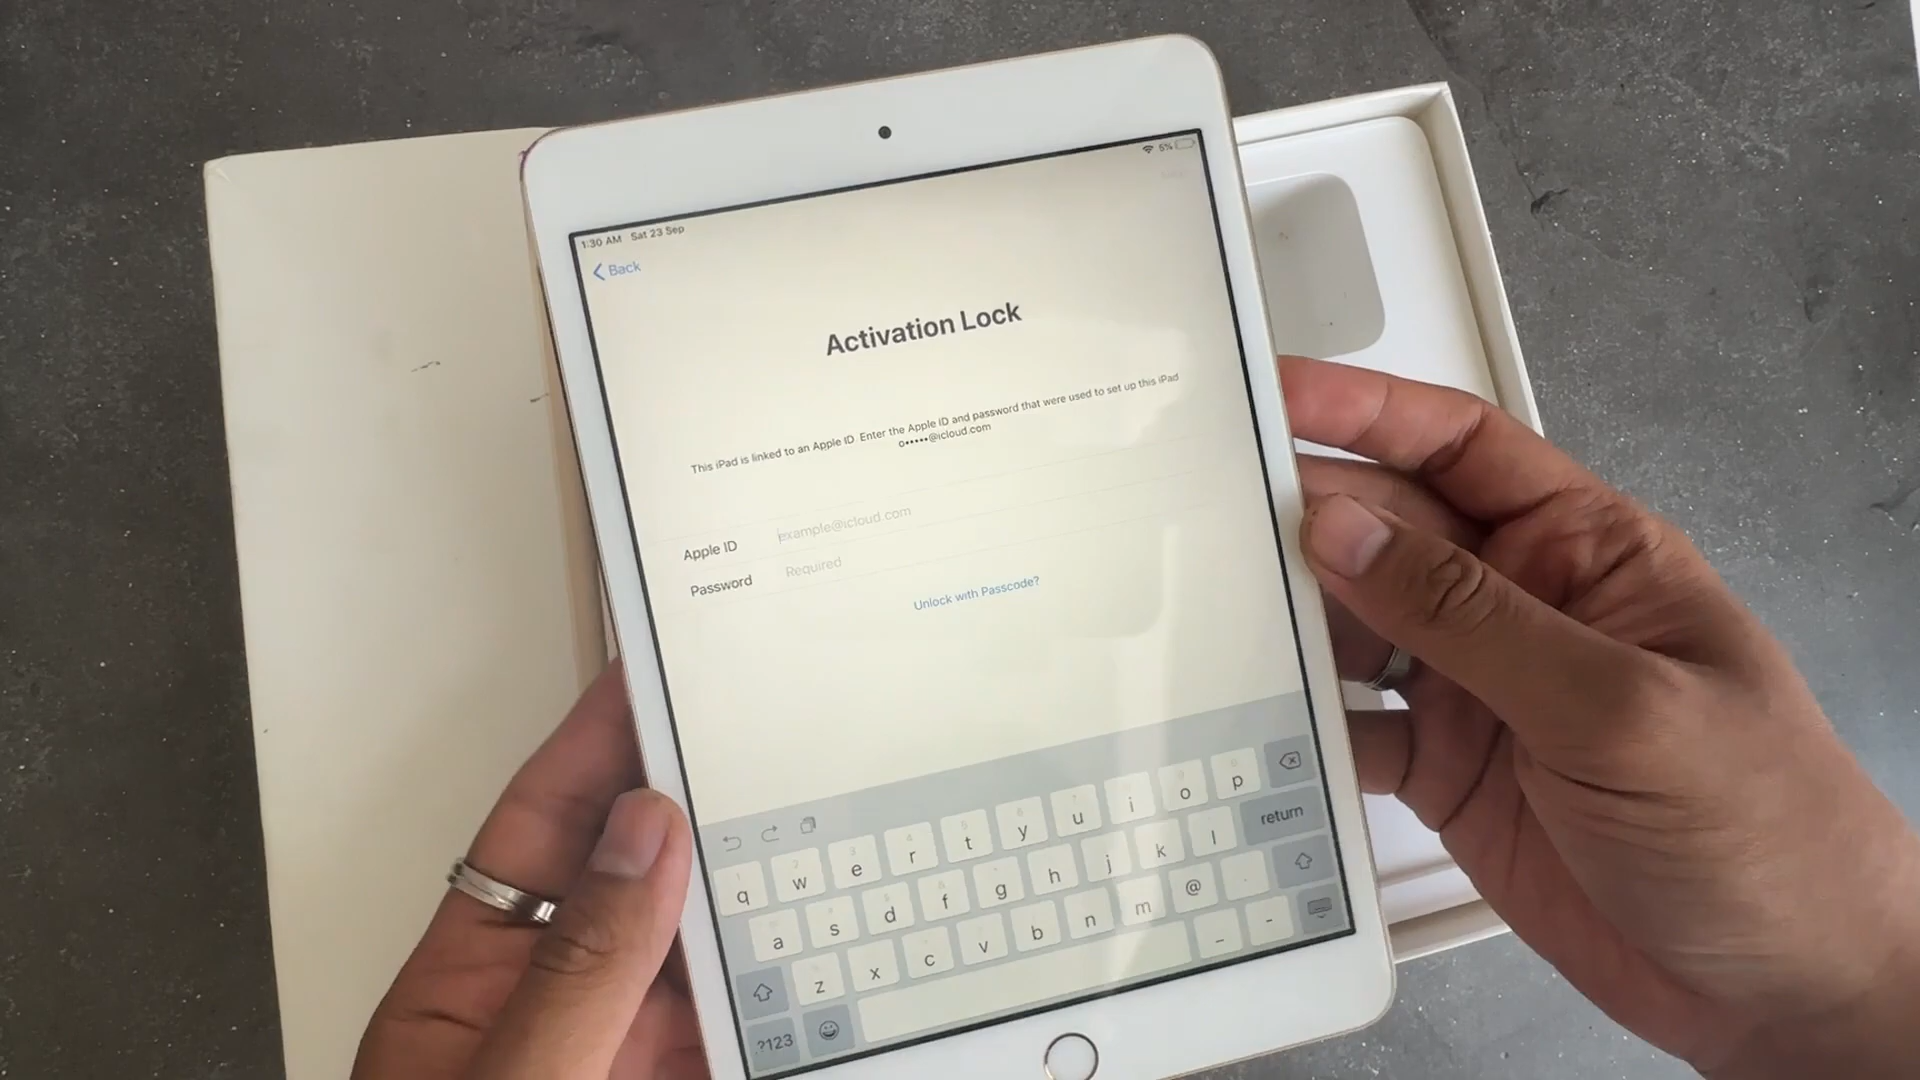 1:30 AM Sat 23 Sep
5%
Back
Activation Lock
This iPad is linked to an Apple ID. Enter the Apple ID and password that were used to set up this iPad
o•••••@icloud.com
Apple ID example@icloud.com
Password Required
Unlock with Passcode?
q w e r t y u i o p
a s d f g h j k l return
z x c v b n m @ .
.?123 _ -